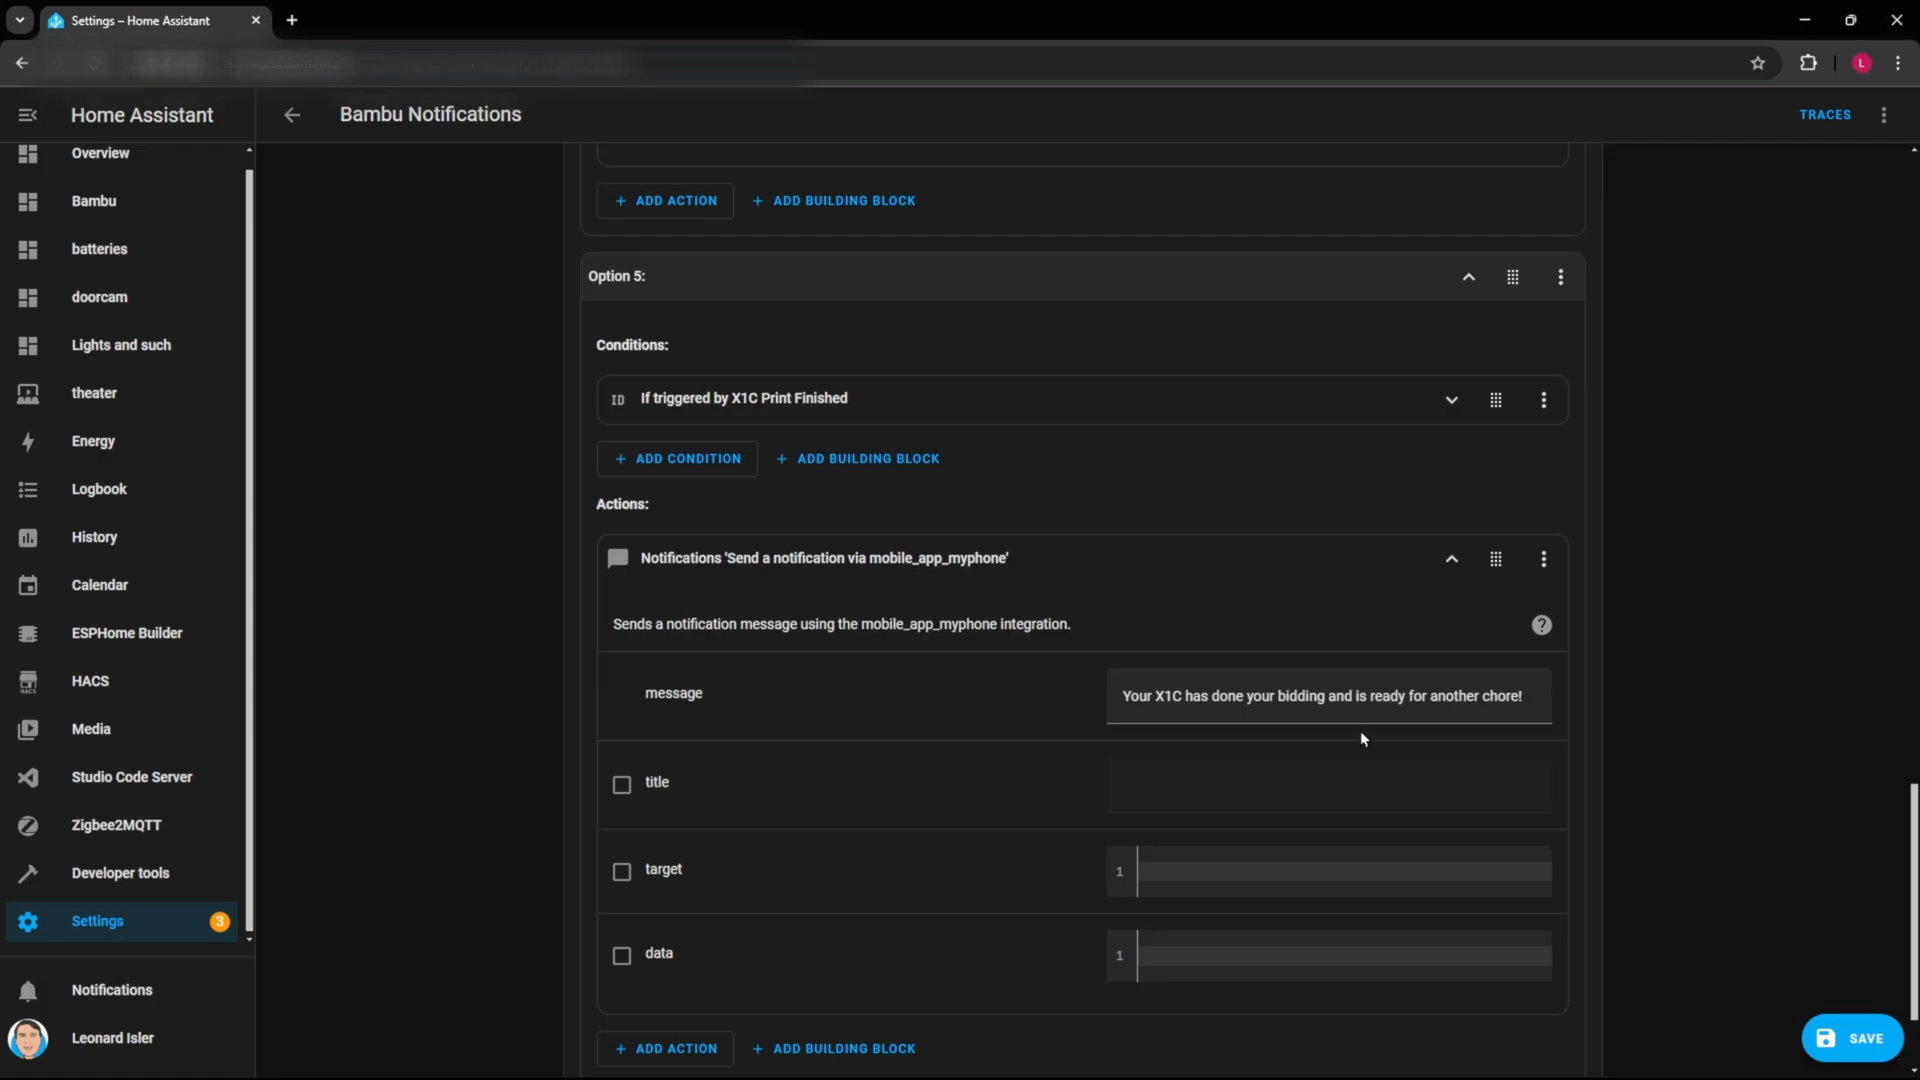 Settings – Home Assistant
L
Home Assistant
Bambu Notifications
TRACES
Overview
Bambu
batteries
doorcam
Lights and such
theater
Energy
Logbook
History
Calendar
ESPHome Builder
HACS
HACS
Media
Studio Code Server
Zigbee2MQTT
Developer tools
Settings
3
Notifications
Leonard Isler
+ ADD ACTION + ADD BUILDING BLOCK
Option 5:
Conditions:
ID If triggered by X1C Print Finished
+ ADD CONDITION + ADD BUILDING BLOCK
Actions:
Notifications 'Send a notification via mobile_app_myphone'
Sends a notification message using the mobile_app_myphone integration.
?
message
Your X1C has done your bidding and is ready for another chore!
title
target
1
data
1
+ ADD ACTION + ADD BUILDING BLOCK
SAVE